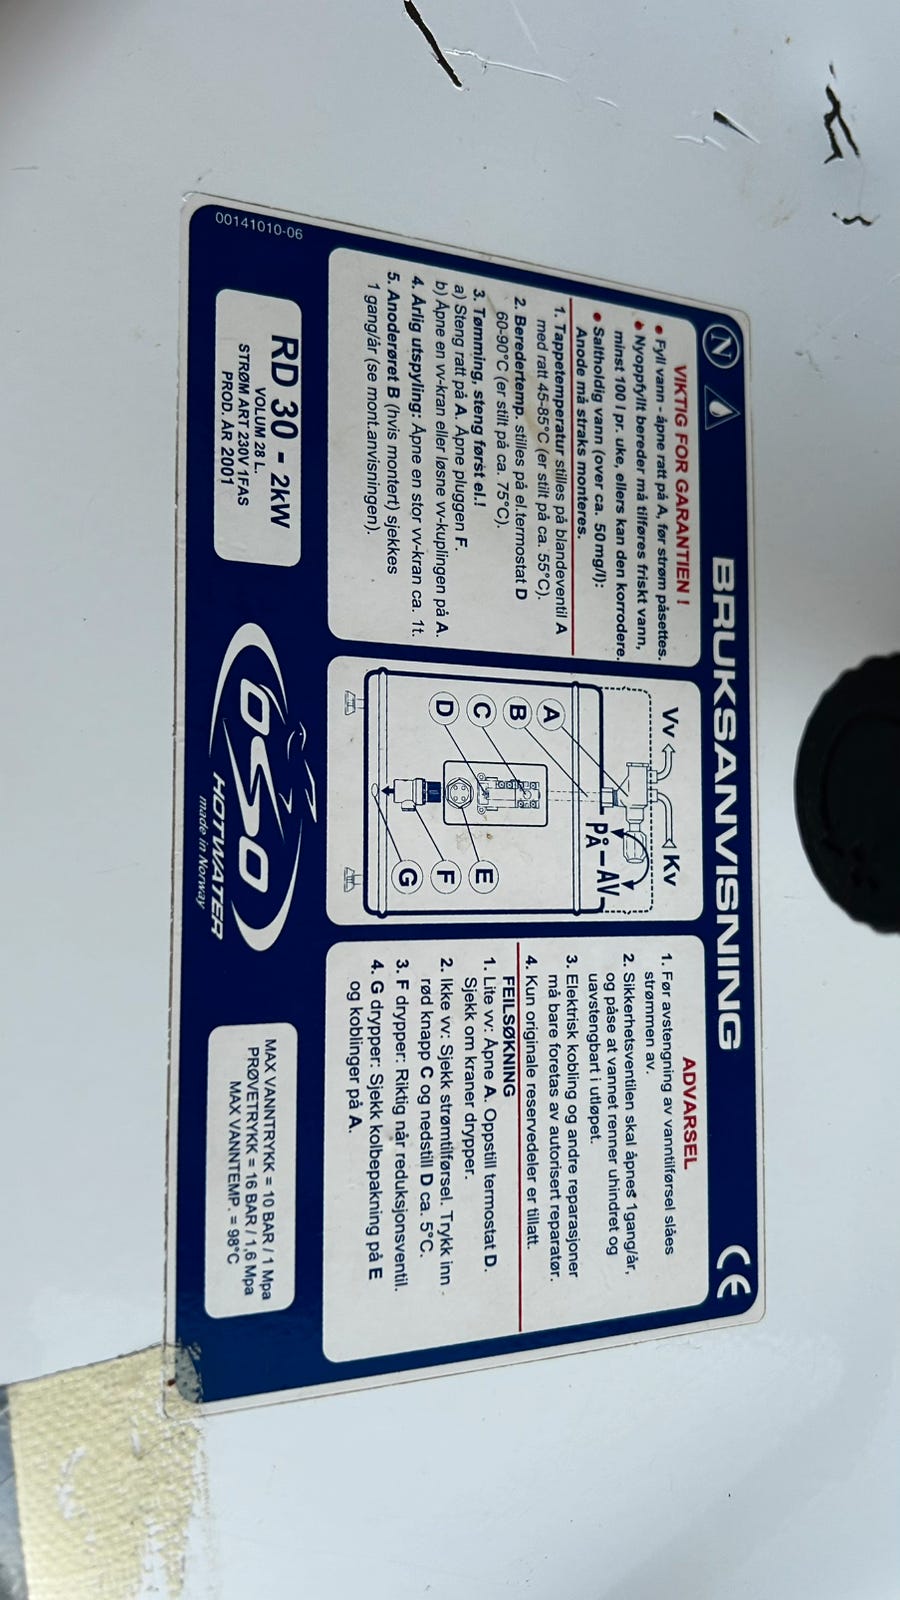 BRUKSANVISNING
N
CE
VIKTIG FOR GARANTIEN !
• Fyll vann - åpne ratt på A, før strøm påsettes.
• Nyoppfylt bereder må tilføres friskt vann,
minst 100 l pr. uke, ellers kan den korrodere.
• Saltholdig vann (over ca. 50mg/l):
Anode må straks monteres.
1. Tappetemperatur stilles på blandeventil A
med ratt 45-85°C (er stilt på ca. 55°C).
2. Beredertemp. stilles på el.termostat D
60-90°C (er stilt på ca. 75°C).
3. Tømming, steng først el.!
a) Steng ratt på A. Åpne pluggen F.
b) Åpne en vv-kran eller løsne vv-kuplingen på A.
4. Årlig utspyling: Åpne en stor vv-kran ca. 1t.
5. Anoderøret B (hvis montert) sjekkes
1 gang/år (se mont.anvisningen).
Vv
Kv
PÅ-AV
A
B
C
D
E
F
G
ADVARSEL
1. Før avstengning av vanntilførsel slåes
strømmen av.
2. Sikkerhetsventilen skal åpnes 1gang/år,
og påse at vannet renner uhindret og
uavstengbart i utløpet.
3. Elektrisk kobling og andre reparasjoner
må bare foretas av autorisert reparatør.
4. Kun originale reservedeler er tillatt.
FEILSØKNING
1. Lite vv: Åpne A. Oppstill termostat D.
Sjekk om kraner drypper.
2. Ikke vv: Sjekk strømtilførsel. Trykk inn
rød knapp C og nedstill D ca. 5°C.
3. F drypper: Riktig når reduksjonsventil.
4. G drypper: Sjekk kolbepakning på E
og koblinger på A.
00141010-06
RD 30 - 2kW
VOLUM 28 L.
STRØM ART 230V 1FAS
PROD. ÅR 2001
OSO
HOTWATER
made in Norway
MAX VANNTRYKK = 10 BAR / 1 Mpa
PRØVETRYKK = 16 BAR / 1,6 Mpa
MAX VANNTEMP. = 98°C